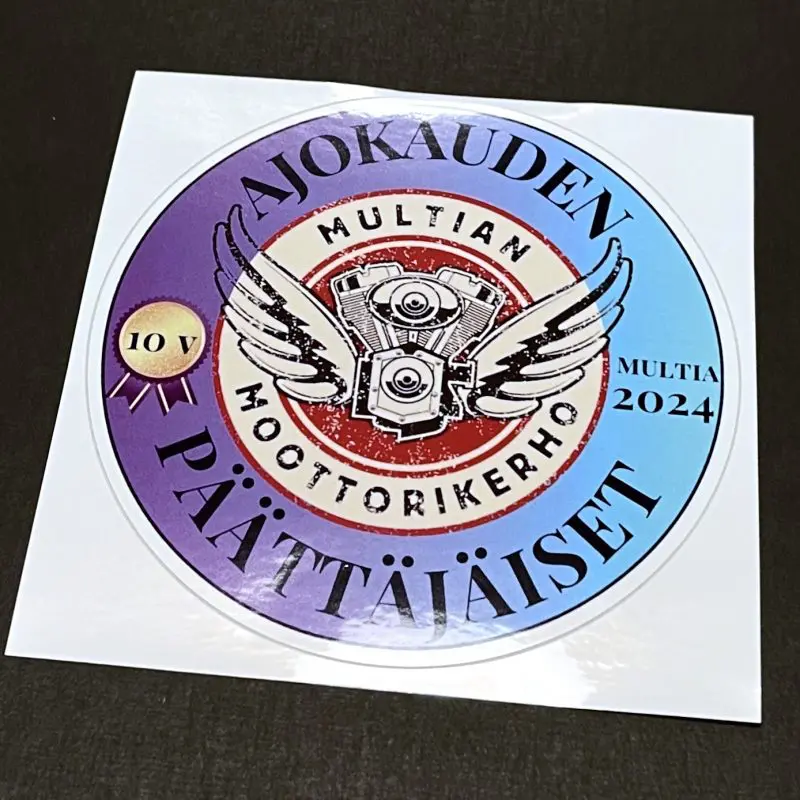 AJOKAUDEN
MULTIAN
10 V
MULTIA
2024
MOOTTORIKERHO
PÄÄTTÄJÄISET